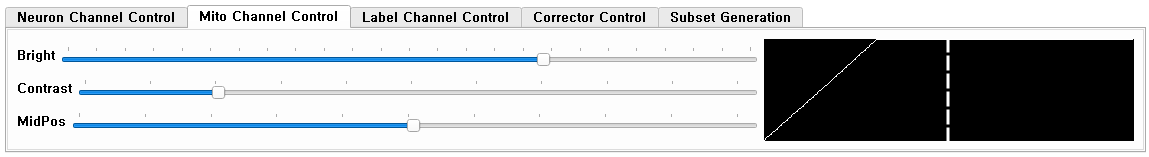 Neuron Channel Control
Mito Channel Control
Label Channel Control
Corrector Control
Subset Generation
Bright
Contrast
MidPos